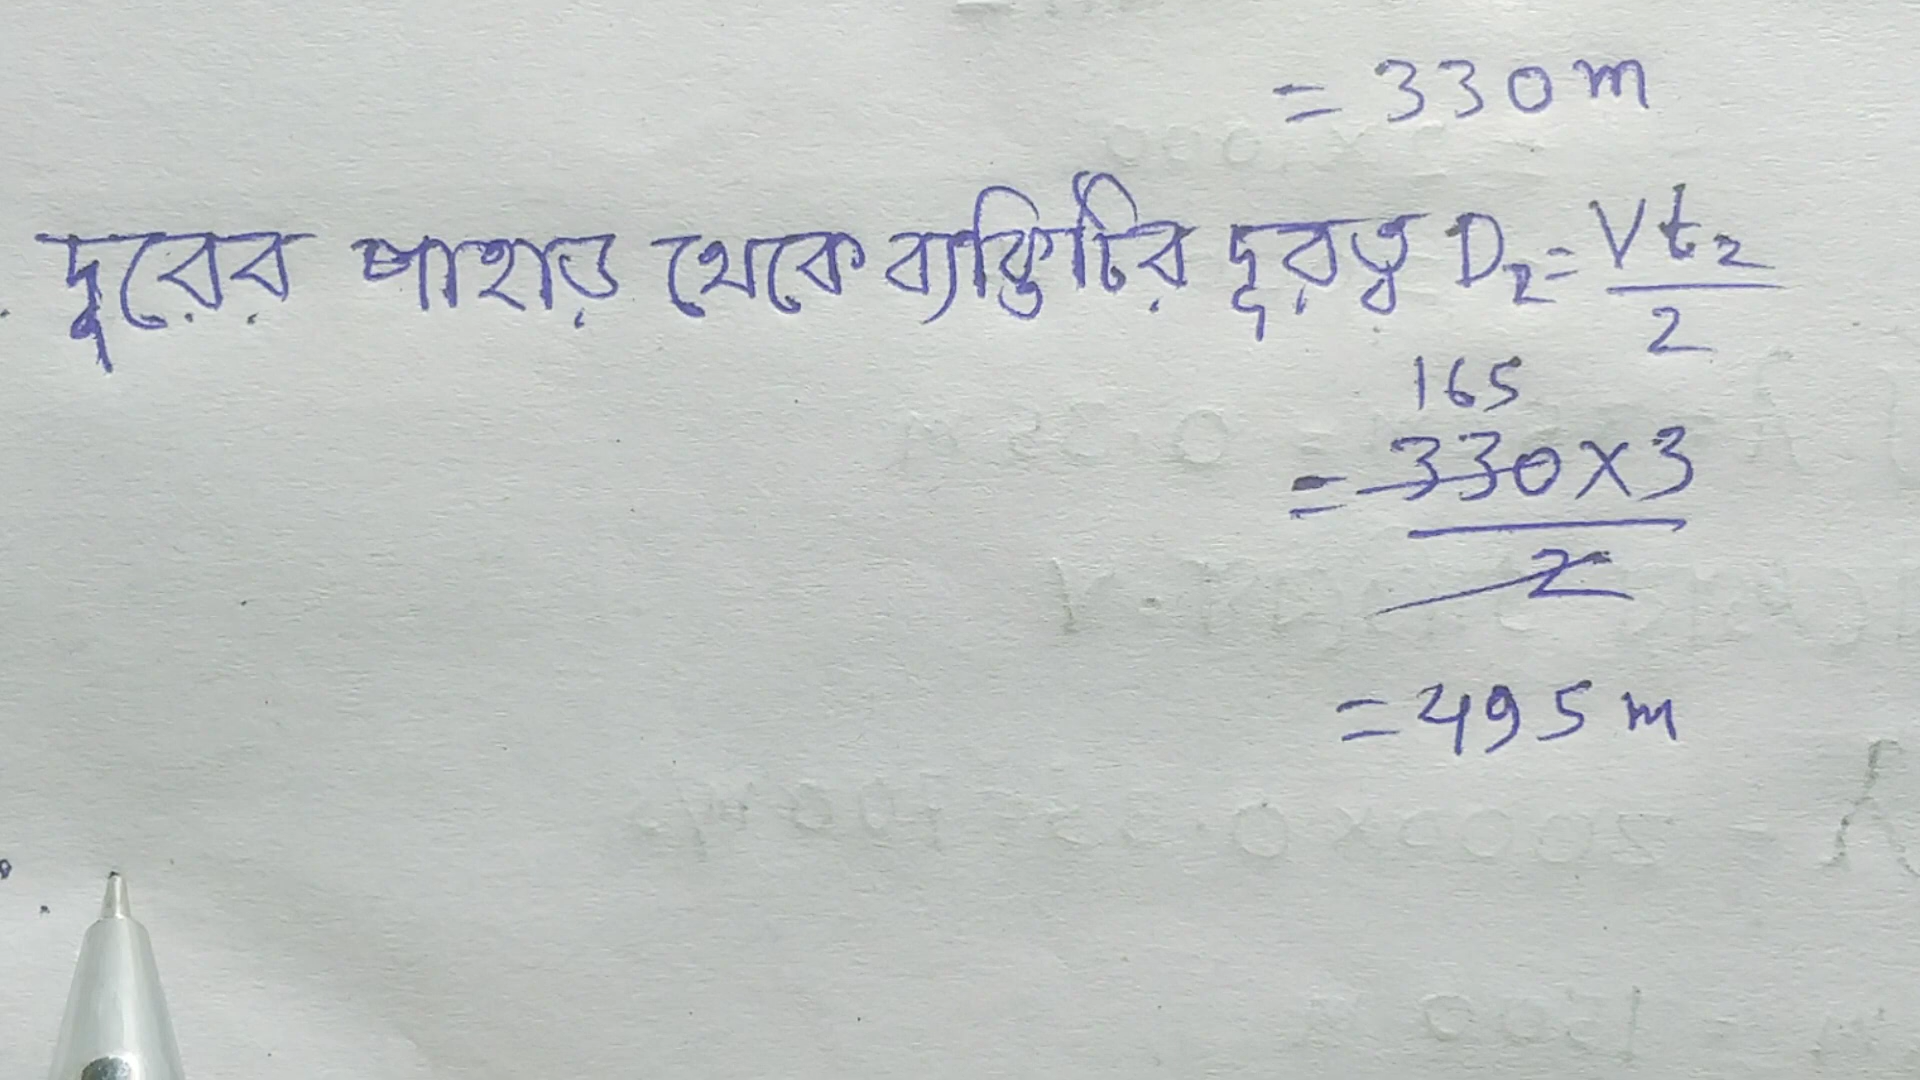 = 330 m
দূরের পাহাড় থেকে ব্যক্তিটির দূরত্ব D₂ = Vt₂
2
165
= 330 × 3
2
= 495 m